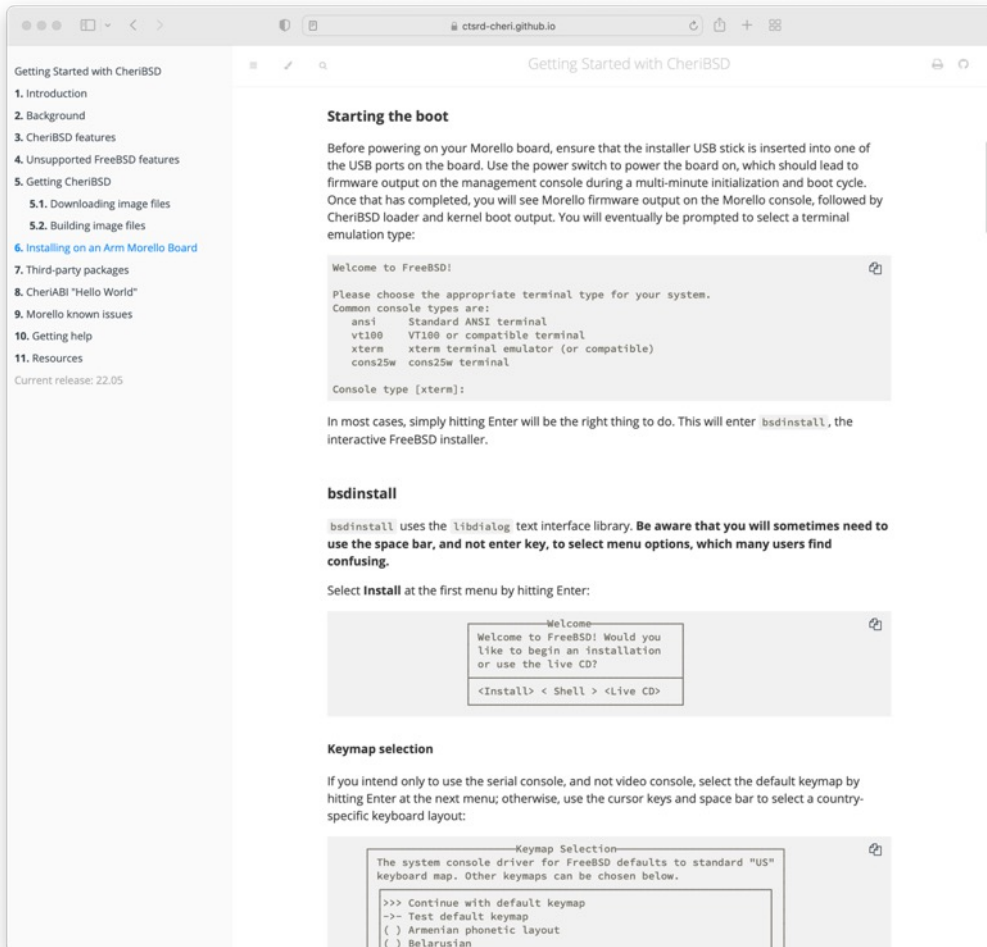 ctsrd-cheri.github.io
Getting Started with CheriBSD
1. Introduction
2. Background
3. CheriBSD features
4. Unsupported FreeBSD features
5. Getting CheriBSD
5.1. Downloading image files
5.2. Building image files
6. Installing on an Arm Morello Board
7. Third-party packages
8. CheriABI "Hello World"
9. Morello known issues
10. Getting help
11. Resources
Current release: 22.05
Getting Started with CheriBSD
Starting the boot
Before powering on your Morello board, ensure that the installer USB stick is inserted into one of
the USB ports on the board. Use the power switch to power the board on, which should lead to
firmware output on the management console during a multi-minute initialization and boot cycle.
Once that has completed, you will see Morello firmware output on the Morello console, followed by
CheriBSD loader and kernel boot output. You will eventually be prompted to select a terminal
emulation type:
Welcome to FreeBSD!
Please choose the appropriate terminal type for your system.
Common console types are:
ansi Standard ANSI terminal
vt100 VT100 or compatible terminal
xterm xterm terminal emulator (or compatible)
cons25w cons25w terminal
Console type [xterm]:
In most cases, simply hitting Enter will be the right thing to do. This will enter bsdinstall, the
interactive FreeBSD installer.
bsdinstall
bsdinstall uses the libdialog text interface library. Be aware that you will sometimes need to
use the space bar, and not enter key, to select menu options, which many users find
confusing.
Select Install at the first menu by hitting Enter:
Welcome
Welcome to FreeBSD! Would you
like to begin an installation
or use the live CD?
<Install> < Shell > <Live CD>
Keymap selection
If you intend only to use the serial console, and not video console, select the default keymap by
hitting Enter at the next menu; otherwise, use the cursor keys and space bar to select a country-
specific keyboard layout:
Keymap Selection
The system console driver for FreeBSD defaults to standard "US"
keyboard map. Other keymaps can be chosen below.
>>> Continue with default keymap
->- Test default keymap
( ) Armenian phonetic layout
( ) Belarusian